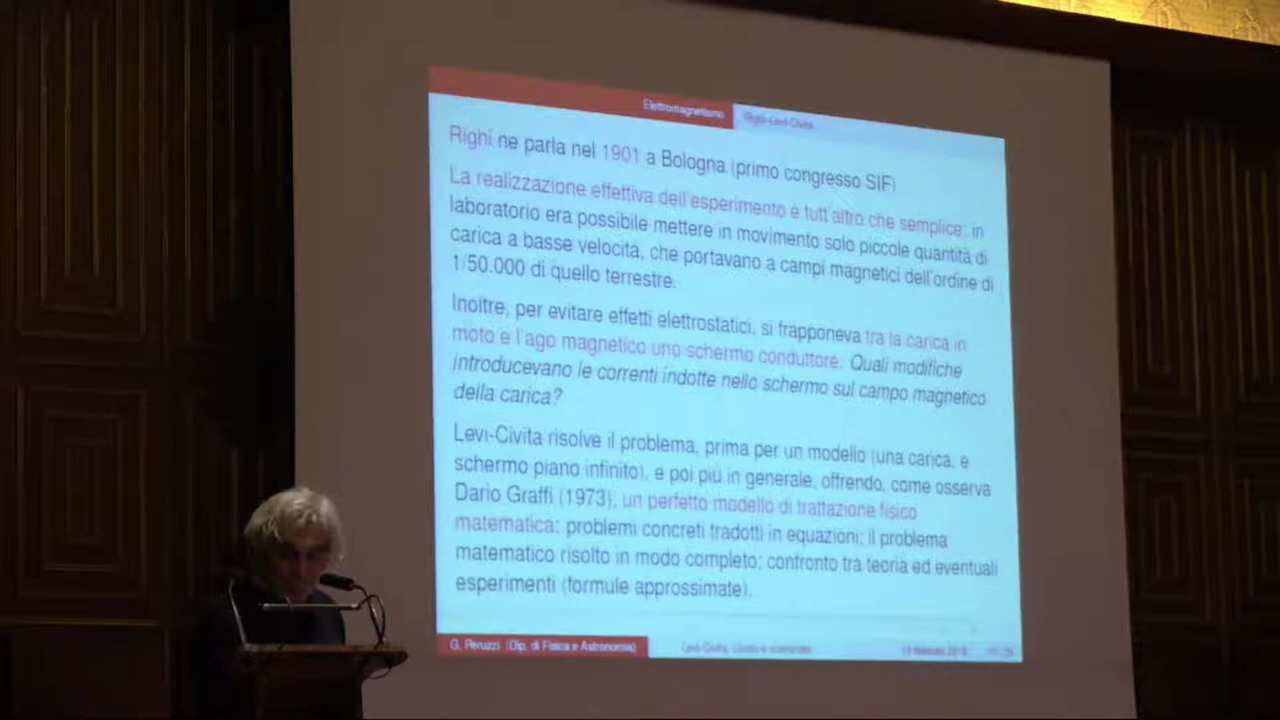 Elettromagnetismo
Righi-Levi-Civita
Righi ne parla nel 1901 a Bologna (primo congresso SIF)
La realizzazione effettiva dell'esperimento è tutt'altro che semplice: in
laboratorio era possibile mettere in movimento solo piccole quantità di
carica a basse velocità, che portavano a campi magnetici dell'ordine di
1/50.000 di quello terrestre.
Inoltre, per evitare effetti elettrostatici, si frapponeva tra la carica in
moto e l'ago magnetico uno schermo conduttore. Quali modifiche
introducevano le correnti indotte nello schermo sul campo magnetico
della carica?
Levi-Civita risolve il problema, prima per un modello (una carica, e
schermo piano infinito), e poi più in generale, offrendo, come osserva
Dario Graffi (1973), un perfetto modello di trattazione fisico
matematica: problemi concreti tradotti in equazioni; il problema
matematico risolto in modo completo; confronto tra teoria ed eventuali
esperimenti (formule approssimate).
G. Peruzzi (Dip. di Fisica e Astronomia)
Levi-Civita.